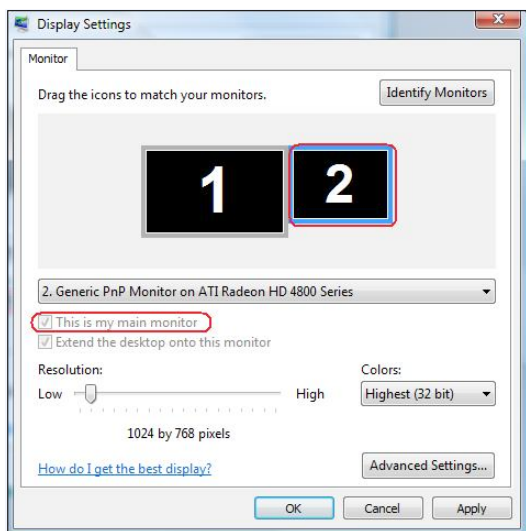 Display Settings
Monitor
Drag the icons to match your monitors.
Identify Monitors
1
2
2. Generic PnP Monitor on ATI Radeon HD 4800 Series
This is my main monitor
Extend the desktop onto this monitor
Resolution:
Colors:
Low
High
Highest (32 bit)
1024 by 768 pixels
How do I get the best display?
Advanced Settings...
OK
Cancel
Apply